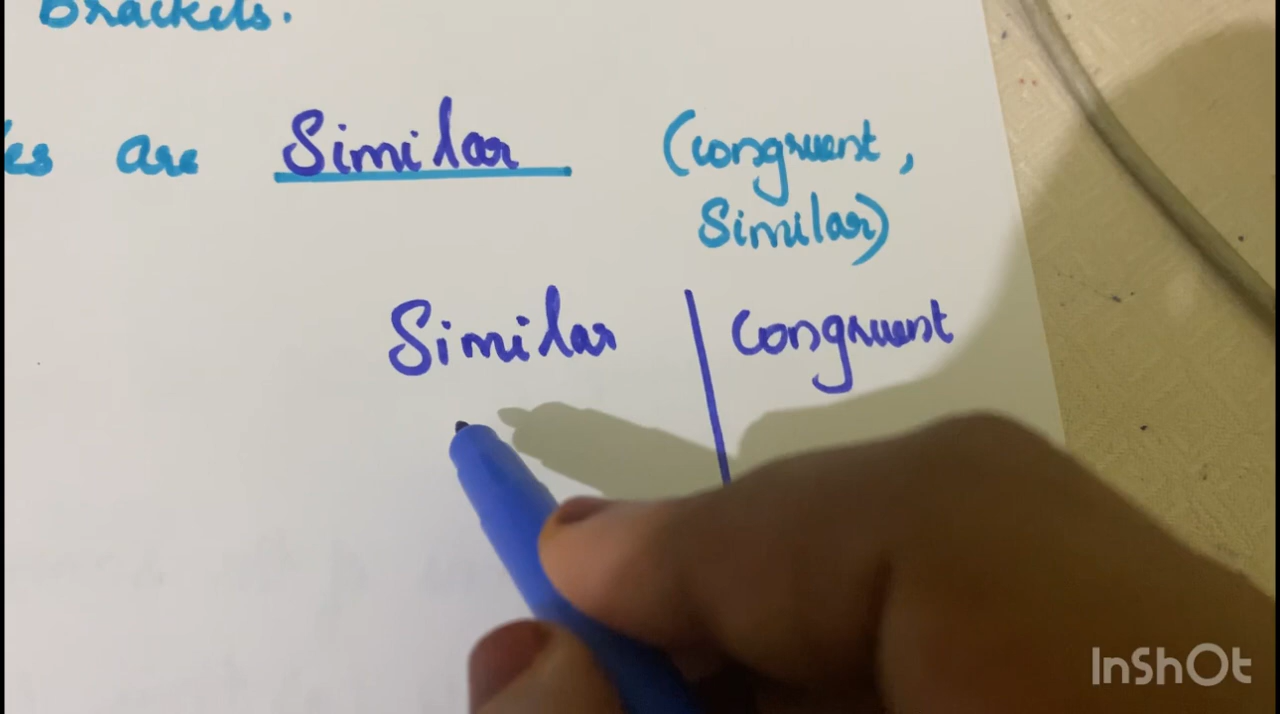 Brackets.
es are Similar (congruent,
Similar)
Similar congruent
InShOt